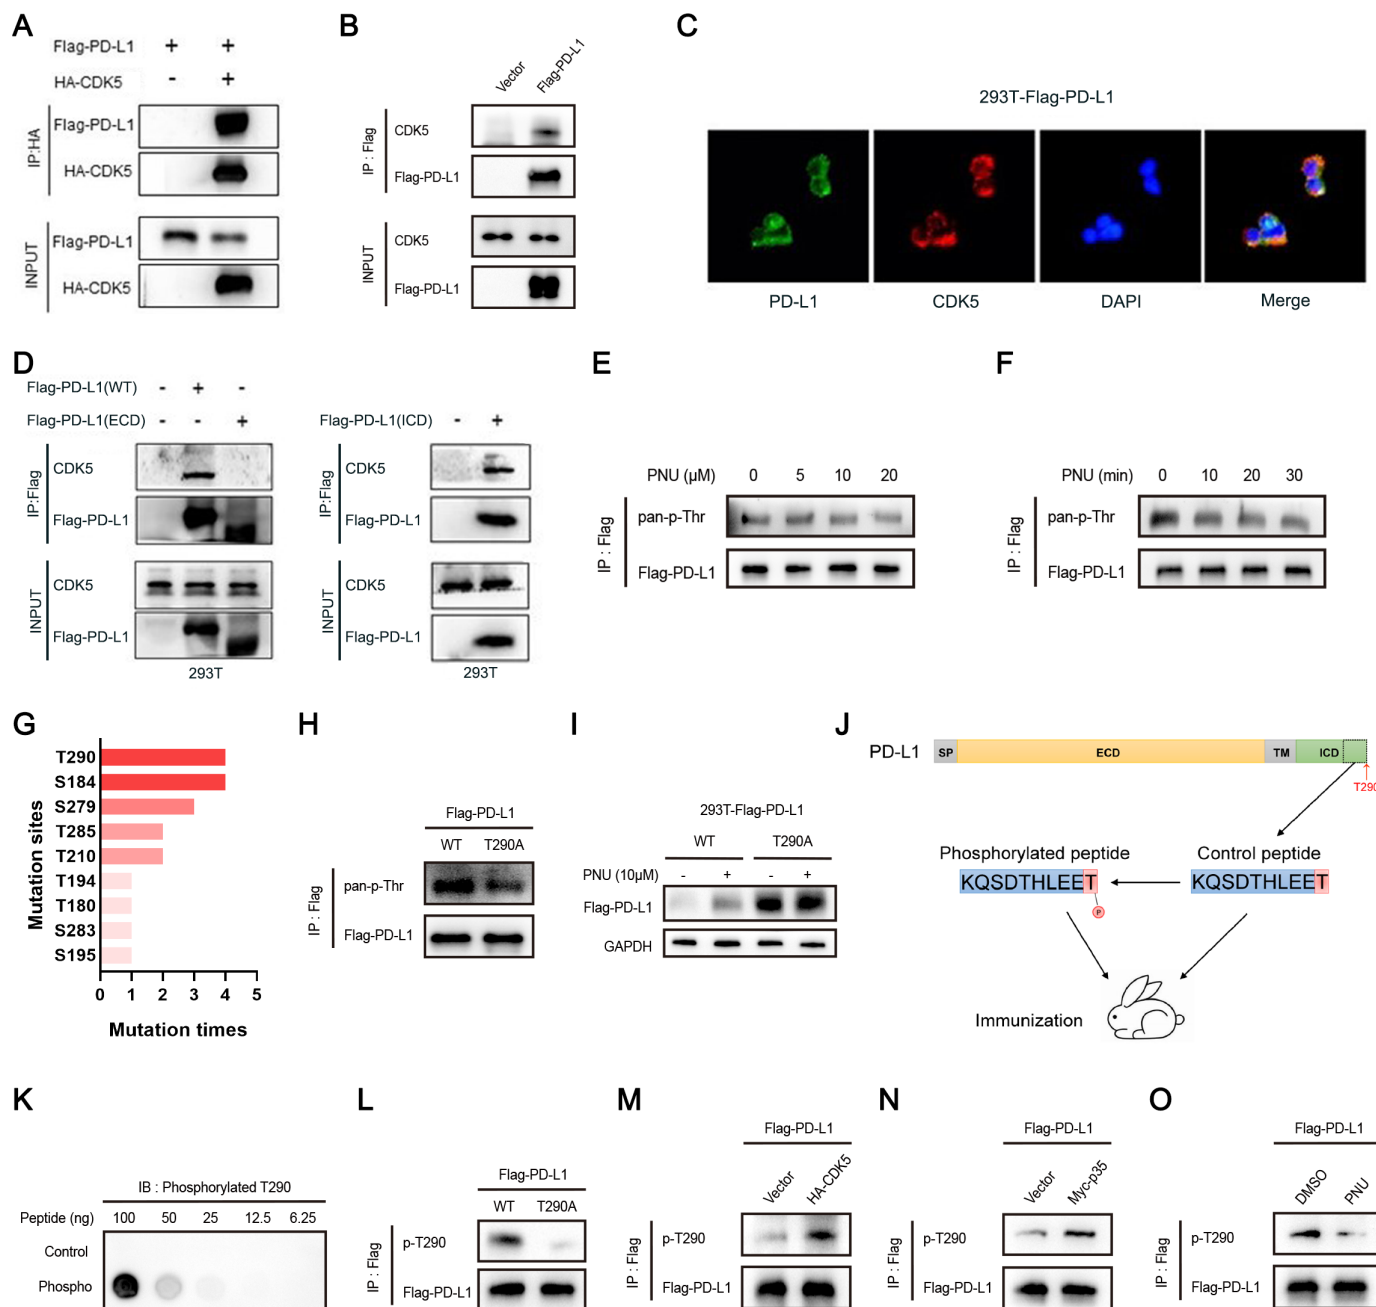 A
Flag-PD-L1 + +
HA-CDK5 - +
IP:HA
Flag-PD-L1
HA-CDK5
INPUT
Flag-PD-L1
HA-CDK5
B
Vector Flag-PD-L1
IP : Flag
CDK5
Flag-PD-L1
INPUT
CDK5
Flag-PD-L1
C
293T-Flag-PD-L1
PD-L1 CDK5 DAPI Merge
D
Flag-PD-L1(WT) - + -
Flag-PD-L1(ECD) - - +
IP:Flag
CDK5
Flag-PD-L1
INPUT
CDK5
Flag-PD-L1
293T
Flag-PD-L1(ICD) - +
IP:Flag
CDK5
Flag-PD-L1
INPUT
CDK5
Flag-PD-L1
293T
E
PNU (μM) 0 5 10 20
IP : Flag
pan-p-Thr
Flag-PD-L1
F
PNU (min) 0 10 20 30
IP : Flag
pan-p-Thr
Flag-PD-L1
G
Mutation sites
T290
S184
S279
T285
T210
T194
T180
S283
S195
0 1 2 3 4 5
Mutation times
H
Flag-PD-L1
WT T290A
IP : Flag
pan-p-Thr
Flag-PD-L1
I
293T-Flag-PD-L1
WT T290A
PNU (10μM) - + - +
Flag-PD-L1
GAPDH
J
PD-L1 SP ECD TM ICD
T290
Phosphorylated peptide Control peptide
KQSDTHLEET KQSDTHLEET
P
Immunization
K
IB : Phosphorylated T290
Peptide (ng) 100 50 25 12.5 6.25
Control
Phospho
L
Flag-PD-L1
WT T290A
IP : Flag
p-T290
Flag-PD-L1
M
Flag-PD-L1
Vector HA-CDK5
IP : Flag
p-T290
Flag-PD-L1
N
Flag-PD-L1
Vector Myc-p35
IP : Flag
p-T290
Flag-PD-L1
O
Flag-PD-L1
DMSO PNU
IP : Flag
p-T290
Flag-PD-L1